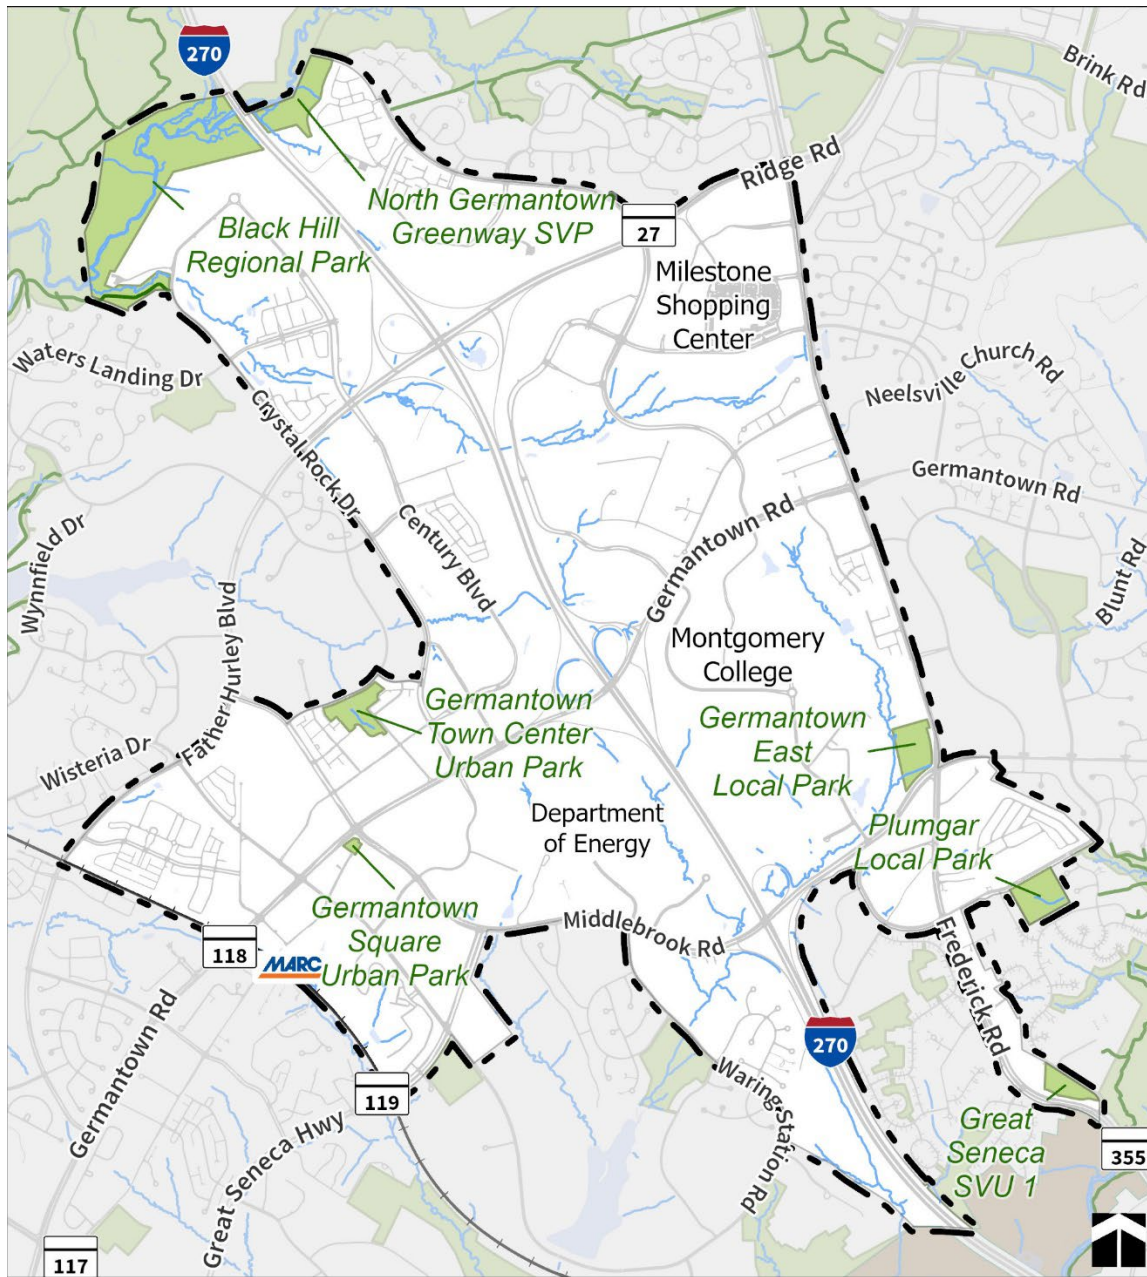 270
Brink Rd
Ridge Rd
North Germantown
Greenway SVP
27
Black Hill
Regional Park
Milestone
Shopping
Center
Waters Landing Dr
Crystal Rock Dr
Neelsville Church Rd
Germantown Rd
Century Blvd
Wynnfield Dr
Germantown Rd
Blunt Rd
Father Hurley Blvd
Montgomery
College
Germantown
Town Center
Urban Park
Germantown
East
Local Park
Wisteria Dr
Department
of Energy
Plumgar
Local Park
Germantown
Square
Urban Park
Middlebrook Rd
118
MARC
Frederick Rd
Germantown Rd
270
119
Waring Station Rd
Great Seneca Hwy
Great
Seneca
SVU 1
355
117